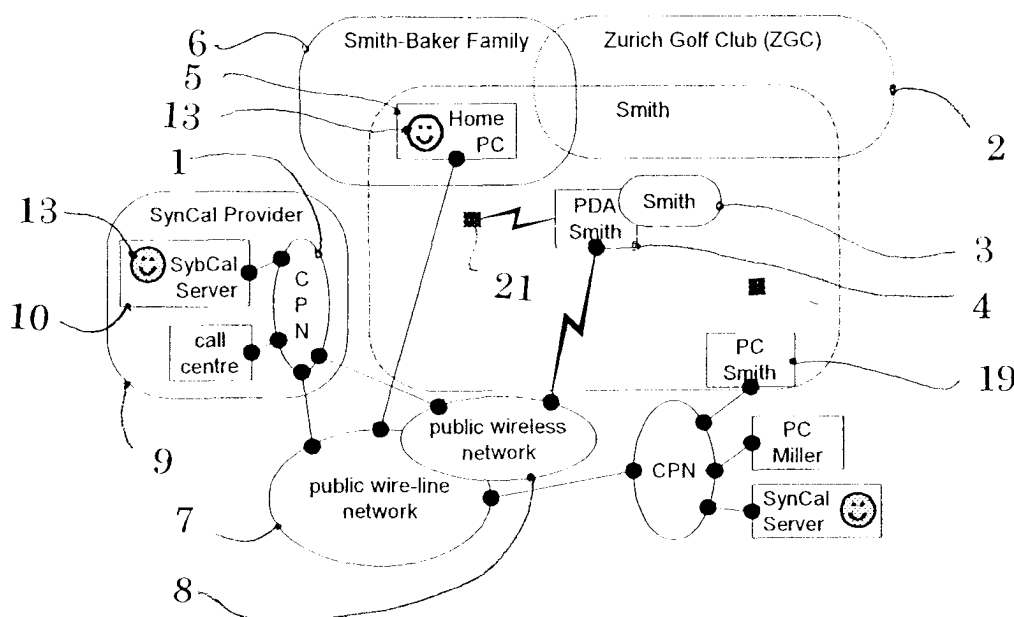 6
Smith-Baker Family
Zurich Golf Club (ZGC)
5
13
Home
PC
Smith
2
1
13
SynCal Provider
SybCal
Server
C
P
N
10
call
centre
9
21
PDA
Smith
Smith
3
4
PC
Smith
19
public wireless
network
public wire-line
network
7
8
CPN
PC
Miller
SynCal
Server